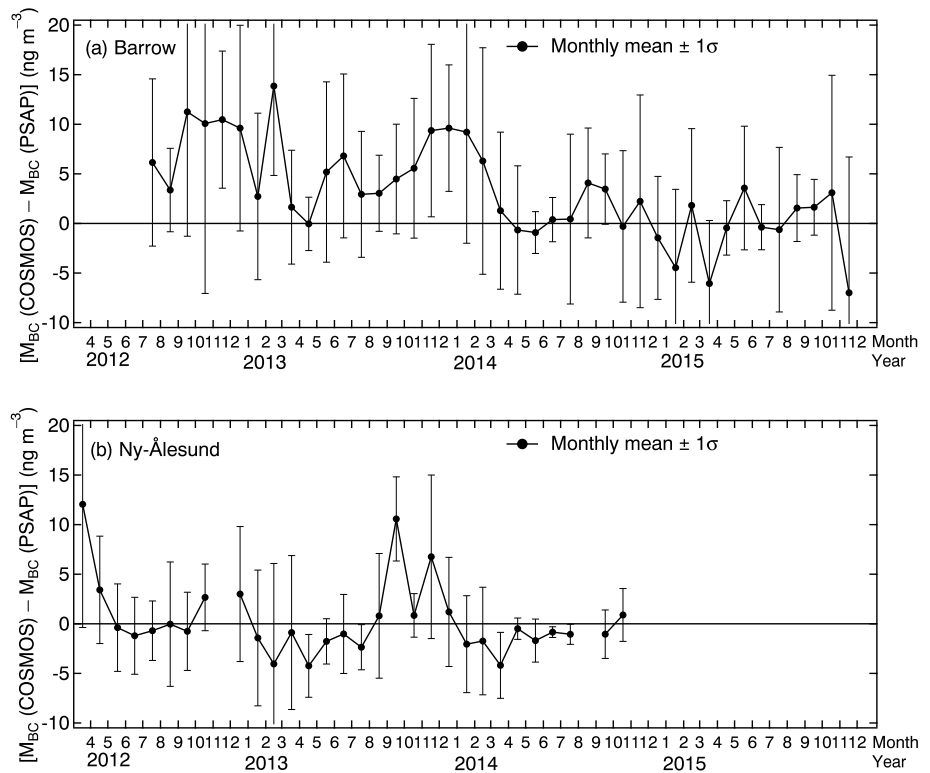 [M_BC (COSMOS) – M_BC (PSAP)] (ng m⁻³)
20
(a) Barrow
Monthly mean ± 1σ
15
10
5
0
-5
-10
4 5 6 7 8 9 10 11 12 1 2 3 4 5 6 7 8 9 10 11 12 1 2 3 4 5 6 7 8 9 10 11 12 1 2 3 4 5 6 7 8 9 10 11 12 Month
2012 2013 2014 2015 Year
[M_BC (COSMOS) – M_BC (PSAP)] (ng m⁻³)
20
(b) Ny-Ålesund
Monthly mean ± 1σ
15
10
5
0
-5
-10
4 5 6 7 8 9 10 11 12 1 2 3 4 5 6 7 8 9 10 11 12 1 2 3 4 5 6 7 8 9 10 11 12 1 2 3 4 5 6 7 8 9 10 11 12 Month
2012 2013 2014 2015 Year